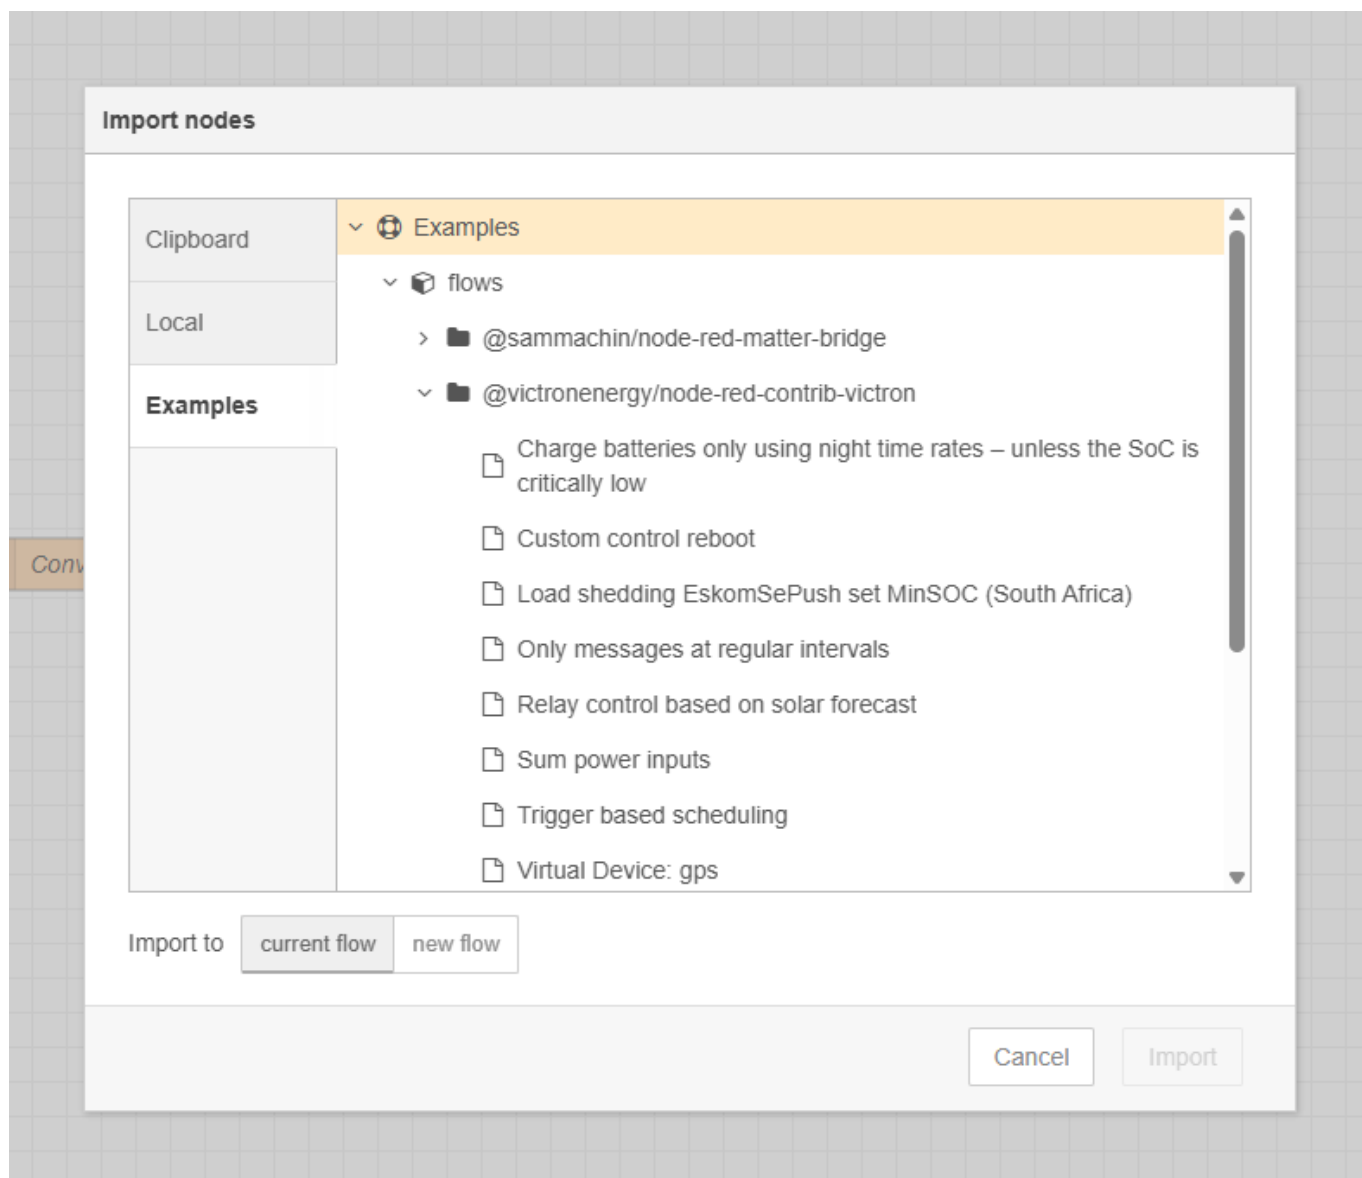 Import nodes
Clipboard
Local
Examples
Examples
flows
@sammachin/node-red-matter-bridge
@victronenergy/node-red-contrib-victron
Charge batteries only using night time rates – unless the SoC is
critically low
Custom control reboot
Load shedding EskomSePush set MinSOC (South Africa)
Only messages at regular intervals
Relay control based on solar forecast
Sum power inputs
Trigger based scheduling
Virtual Device: gps
Conv
Import to current flow new flow
Cancel Import